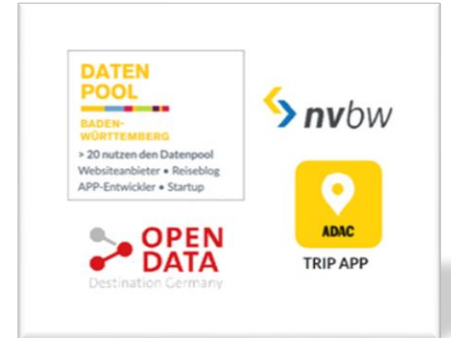 DATEN
POOL
BADEN-
WÜRTTEMBERG
> 20 nutzen den Datenpool
Websiteanbieter • Reiseblog
APP-Entwickler • Startup
nvbw
OPEN
DATA
Destination Germany
ADAC
TRIP APP